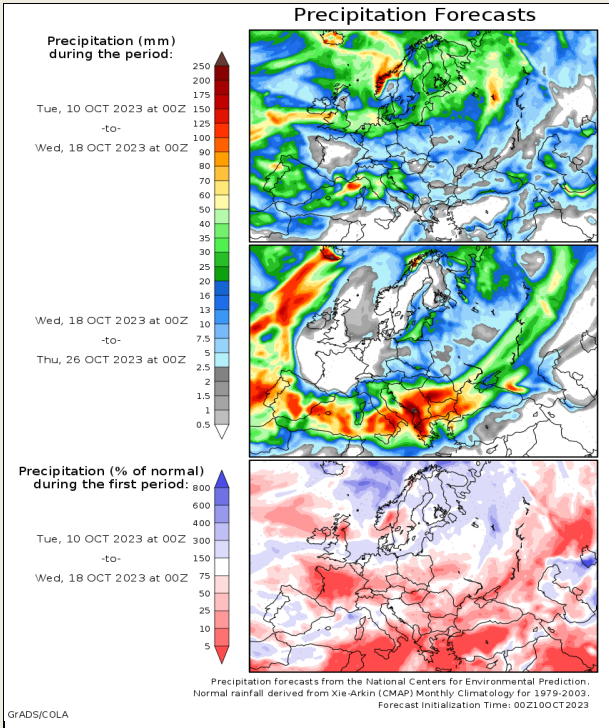 Precipitation Forecasts
Precipitation (mm)
during the period:
Tue, 10 OCT 2023 at 00Z
-to-
Wed, 18 OCT 2023 at 00Z
250
200
175
150
125
100
90
80
70
60
50
40
35
30
25
20
16
13
10
7.5
5
2.5
2
1.5
1
0.5
Wed, 18 OCT 2023 at 00Z
-to-
Thu, 26 OCT 2023 at 00Z
Precipitation (% of normal)
during the first period:
Tue, 10 OCT 2023 at 00Z
-to-
Wed, 18 OCT 2023 at 00Z
800
600
400
300
150
75
50
25
10
5
Precipitation forecasts from the National Centers for Environmental Prediction.
Normal rainfall derived from Xie-Arkin (CMAP) Monthly Climatology for 1979-2003.
Forecast Initialization Time: 00Z10OCT2023
GrADS/COLA